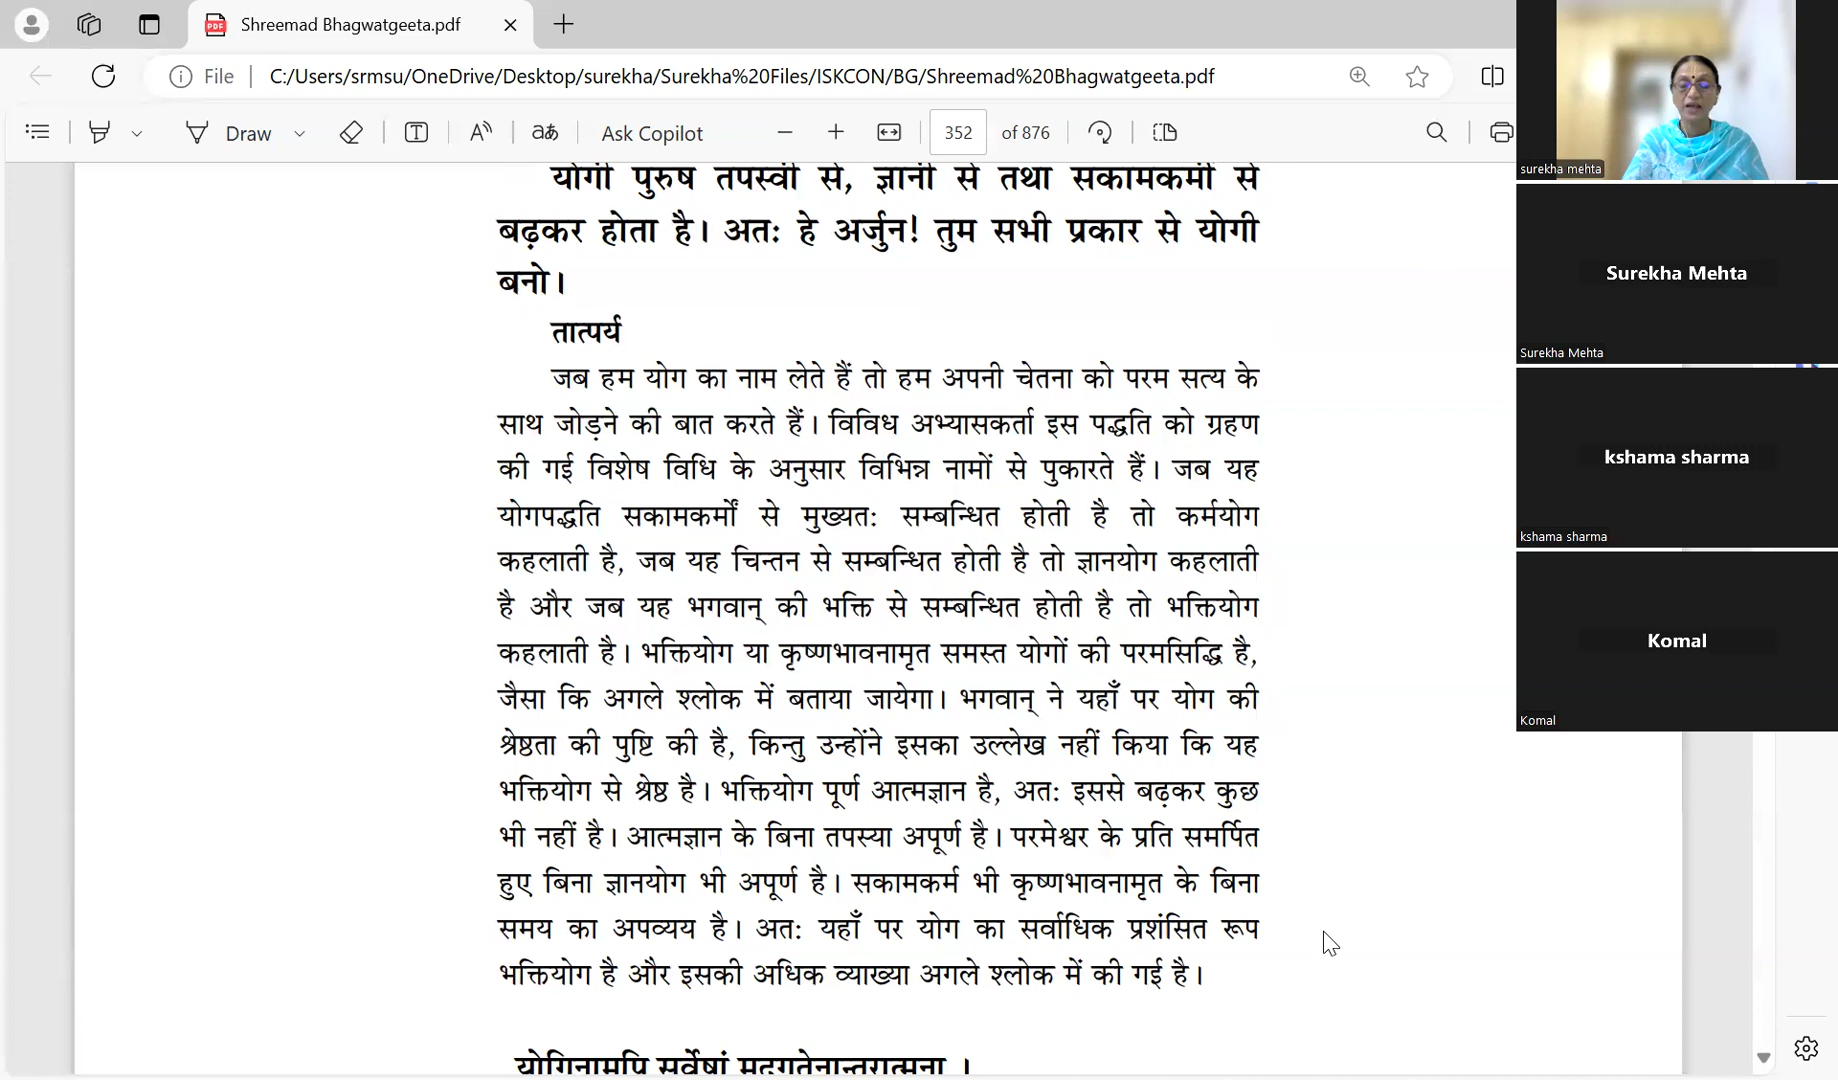 Shreemad Bhagwatgeeta.pdf
File
C:/Users/srmsu/OneDrive/Desktop/surekha/Surekha%20Files/ISKCON/BG/Shreemad%20Bhagwatgeeta.pdf
Draw
Ask Copilot
352 of 876
योगी पुरुष तपस्वी से, ज्ञानी से तथा सकामकर्मी से
बढ़कर होता है। अतः हे अर्जुन! तुम सभी प्रकार से योगी
बनो।
तात्पर्य
जब हम योग का नाम लेते हैं तो हम अपनी चेतना को परम सत्य के
साथ जोड़ने की बात करते हैं। विविध अभ्यासकर्ता इस पद्धति को ग्रहण
की गई विशेष विधि के अनुसार विभिन्न नामों से पुकारते हैं। जब यह
योगपद्धति सकामकर्मों से मुख्यतः सम्बन्धित होती है तो कर्मयोग
कहलाती है, जब यह चिन्तन से सम्बन्धित होती है तो ज्ञानयोग कहलाती
है और जब यह भगवान् की भक्ति से सम्बन्धित होती है तो भक्तियोग
कहलाती है। भक्तियोग या कृष्णभावनामृत समस्त योगों की परमसिद्धि है,
जैसा कि अगले श्लोक में बताया जायेगा। भगवान् ने यहाँ पर योग की
श्रेष्ठता की पुष्टि की है, किन्तु उन्होंने इसका उल्लेख नहीं किया कि यह
भक्तियोग से श्रेष्ठ है। भक्तियोग पूर्ण आत्मज्ञान है, अतः इससे बढ़कर कुछ
भी नहीं है। आत्मज्ञान के बिना तपस्या अपूर्ण है। परमेश्वर के प्रति समर्पित
हुए बिना ज्ञानयोग भी अपूर्ण है। सकामकर्म भी कृष्णभावनामृत के बिना
समय का अपव्यय है। अतः यहाँ पर योग का सर्वाधिक प्रशंसित रूप
भक्तियोग है और इसकी अधिक व्याख्या अगले श्लोक में की गई है।
योगिनामपि सर्वेषां मद्गतेनान्तरात्मना ।
surekha mehta
Surekha Mehta
Surekha Mehta
kshama sharma
kshama sharma
Komal
Komal